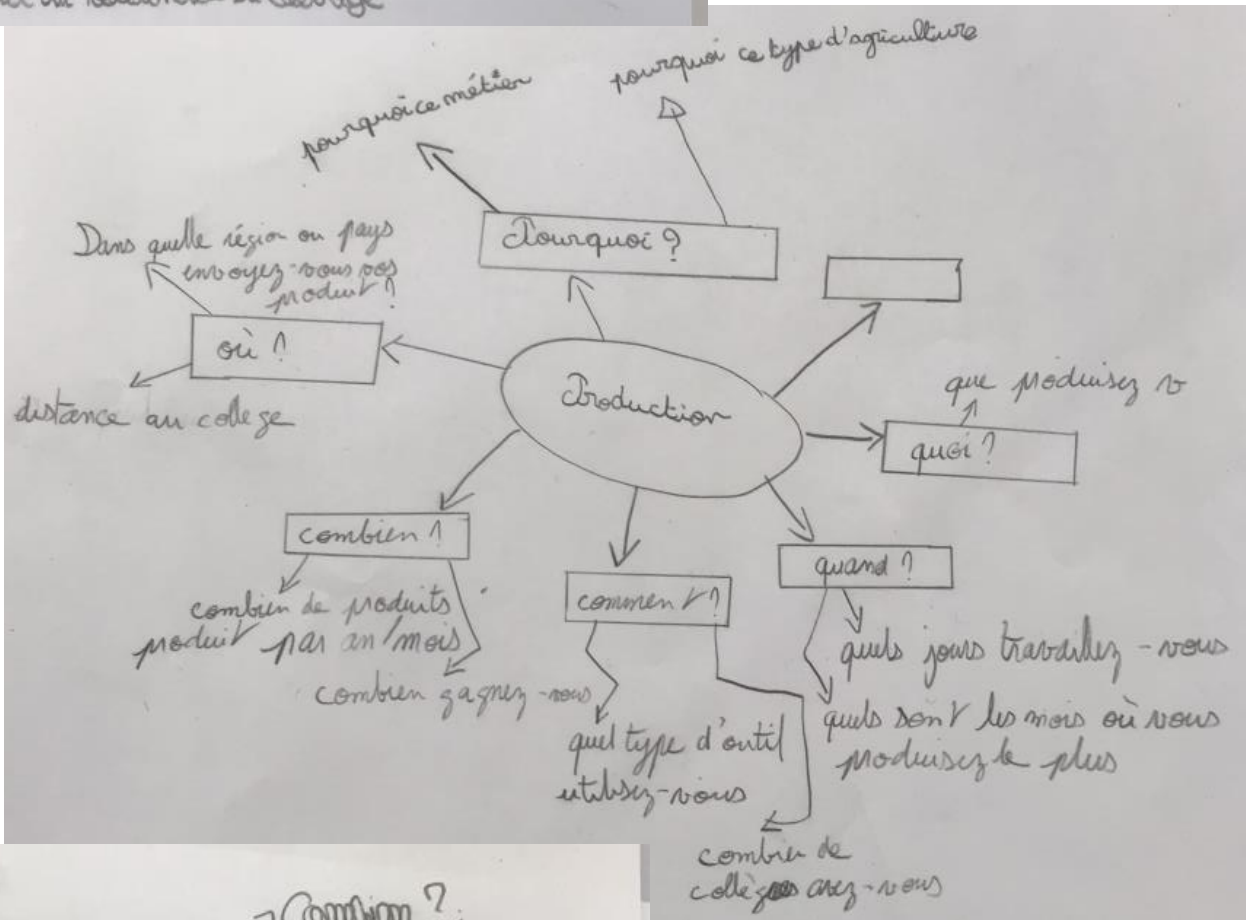 pourquoi ce métier
pourquoi ce type d'agriculture
Pourquoi ?
Dans quelle région ou pays
envoyez-vous vos
produit ?
où ?
distance au college
Production
que produisez v
quoi ?
combien ?
combien de produits
produit par an/mois
combien gagnez-vous
comment ?
quel type d'outil
utilisez-vous
combien de
collègues avez-vous
quand ?
quels jours travaillez-vous
quels sont les mois où vous
produisez le plus
Combien ?